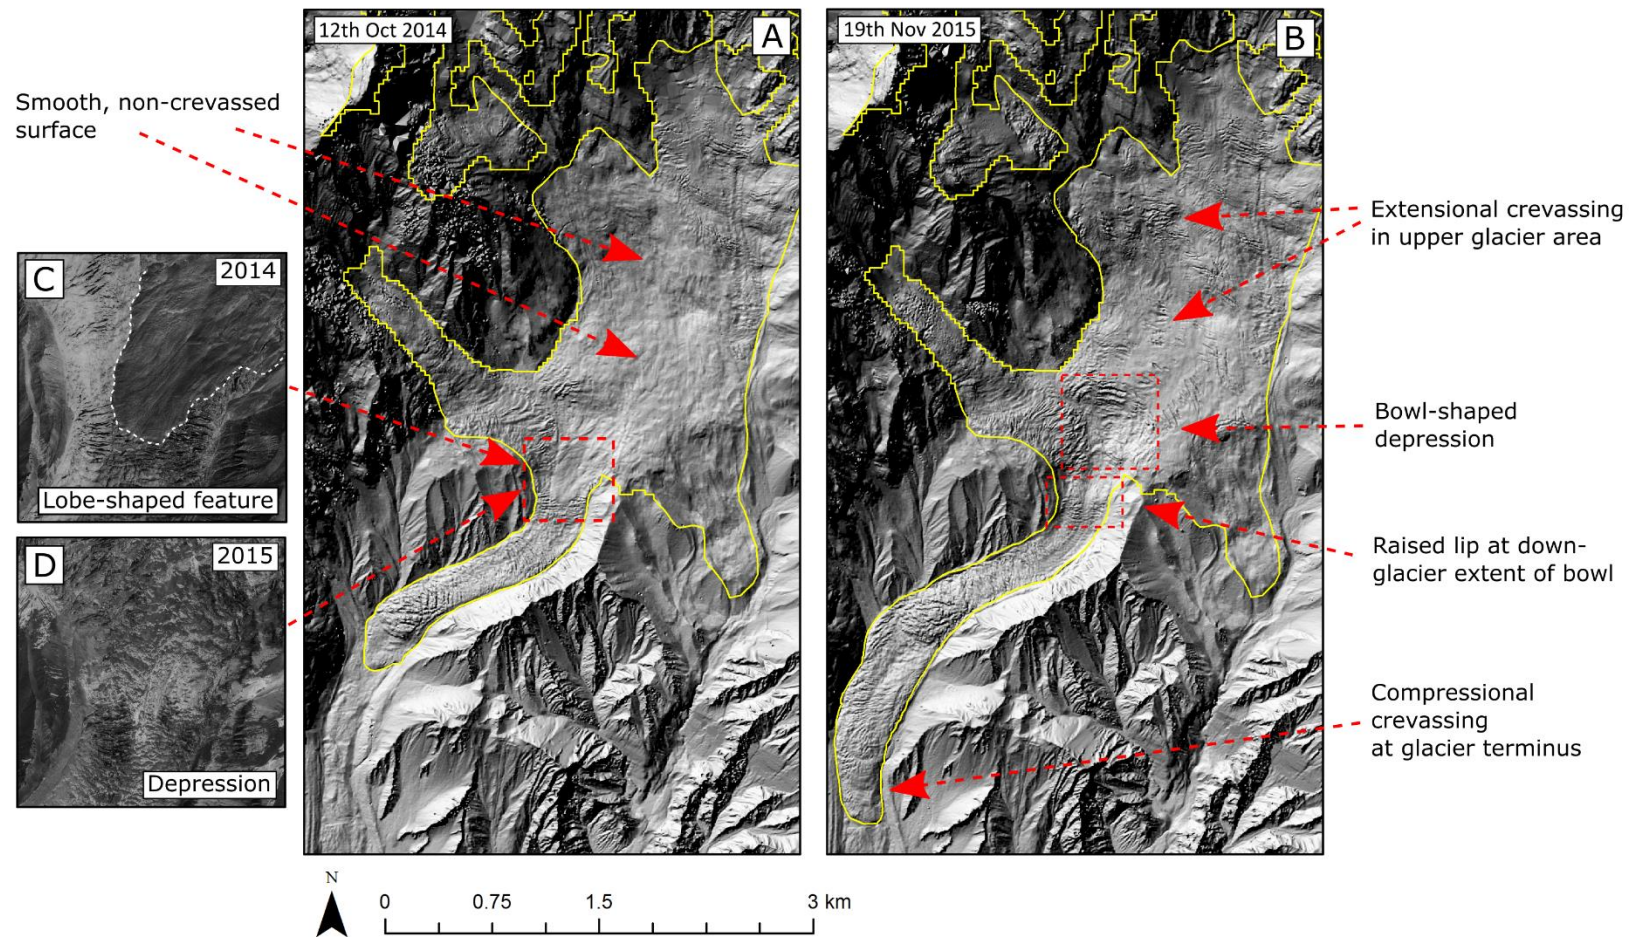 12th Oct 2014
A
19th Nov 2015
B
Smooth, non-crevassed
surface
C
2014
Lobe-shaped feature
D
2015
Depression
Extensional crevassing
in upper glacier area
Bowl-shaped
depression
Raised lip at down-
glacier extent of bowl
Compressional
crevassing
at glacier terminus
N
0 0.75 1.5 3 km